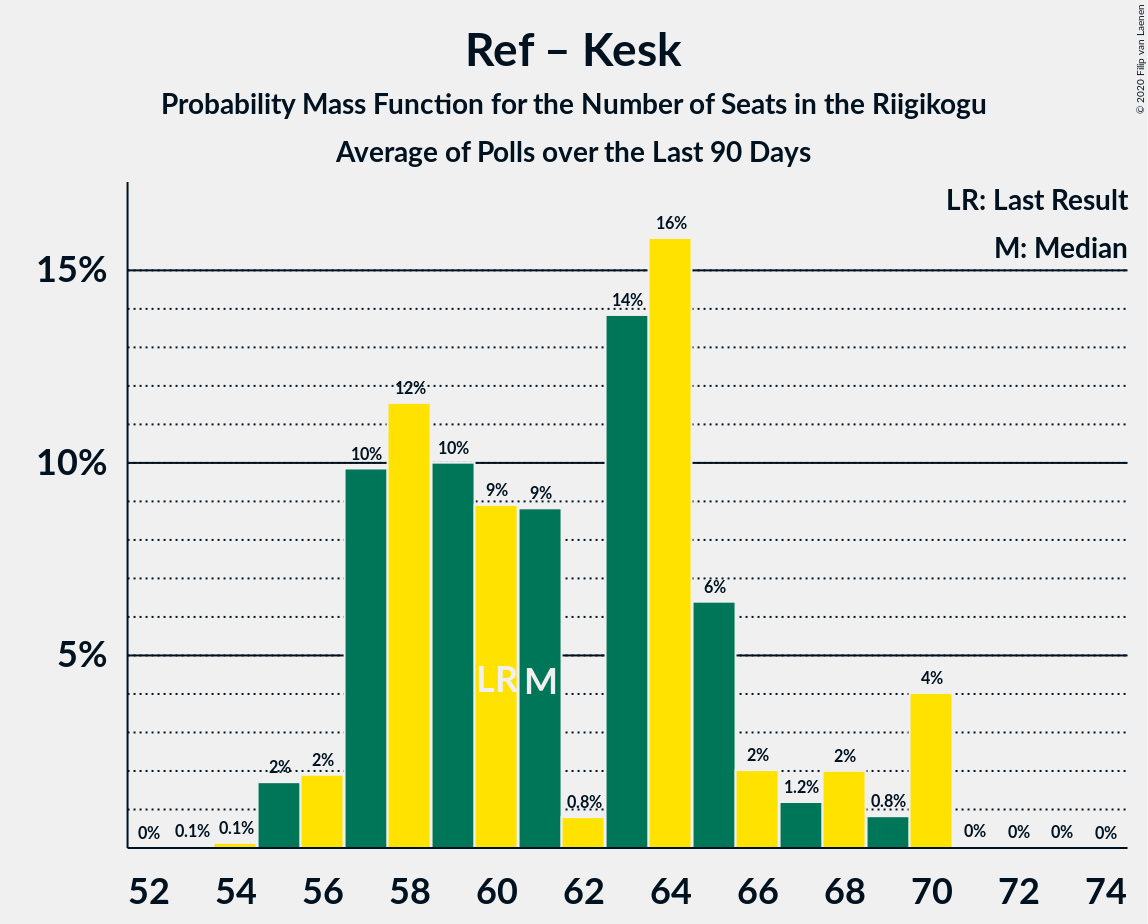 Ref – Kesk
Probability Mass Function for the Number of Seats in the Riigikogu
Average of Polls over the Last 90 Days
© 2020 Filip van Laenen
LR: Last Result
M: Median
15%
10%
5%
0%
0.1%
0.1%
2%
2%
10%
12%
10%
9%
9%
0.8%
14%
16%
6%
2%
1.2%
2%
0.8%
4%
0%
0%
0%
0%
LR
M
52 54 56 58 60 62 64 66 68 70 72 74